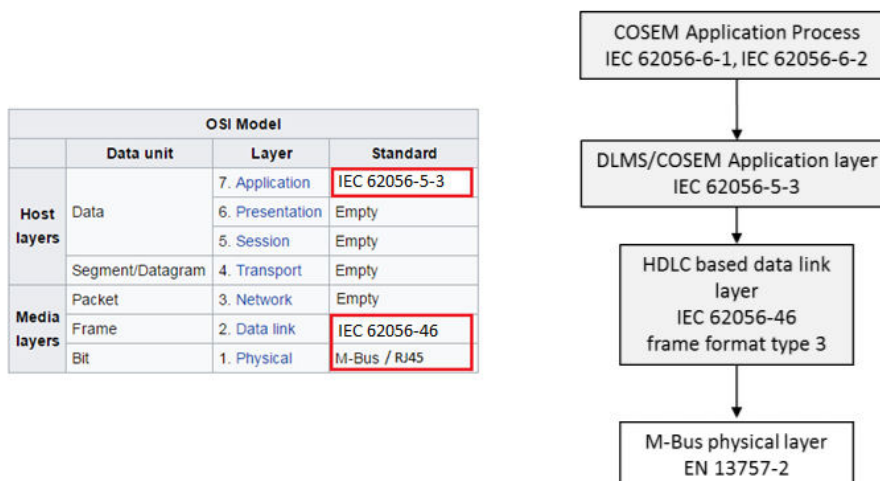 OSI Model
Data unit Layer Standard
Host layers
Data
7. Application IEC 62056-5-3
6. Presentation Empty
5. Session Empty
Segment/Datagram 4. Transport Empty
Media layers
Packet 3. Network Empty
Frame 2. Data link IEC 62056-46
Bit 1. Physical M-Bus / RJ45
COSEM Application Process
IEC 62056-6-1, IEC 62056-6-2
DLMS/COSEM Application layer
IEC 62056-5-3
HDLC based data link
layer
IEC 62056-46
frame format type 3
M-Bus physical layer
EN 13757-2